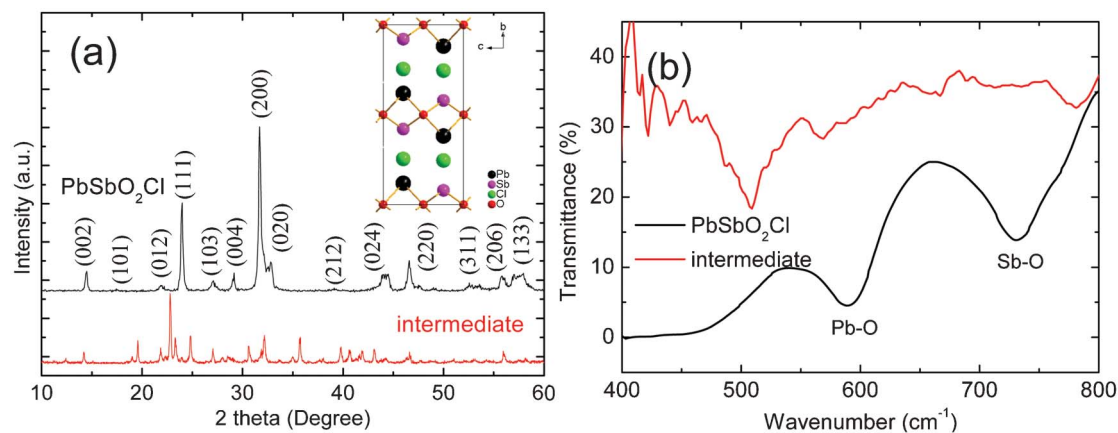 (a)
b
c
Pb
Sb
Cl
O
PbSbO₂Cl
(002)
(101)
(012)
(111)
(103)
(004)
(200)
(020)
(212)
(024)
(220)
(311)
(206)
(133)
intermediate
Intensity (a.u.)
10 20 30 40 50 60
2 theta (Degree)
(b)
40
30
20
10
0
Transmittance (%)
PbSbO₂Cl
intermediate
Pb-O
Sb-O
400 500 600 700 800
Wavenumber (cm⁻¹)